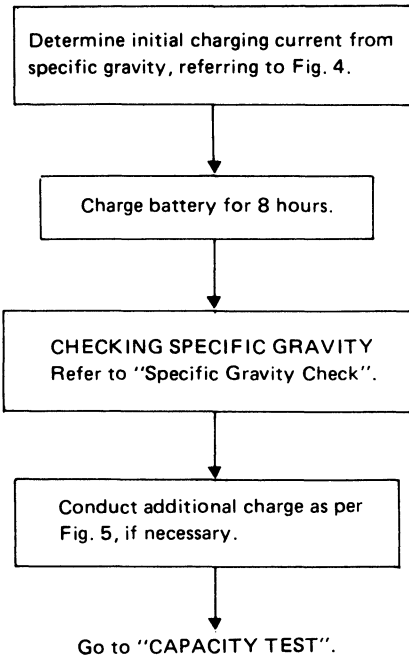 Determine initial charging current from
specific gravity, referring to Fig. 4.
Charge battery for 8 hours.
CHECKING SPECIFIC GRAVITY
Refer to "Specific Gravity Check".
Conduct additional charge as per
Fig. 5, if necessary.
Go to "CAPACITY TEST".